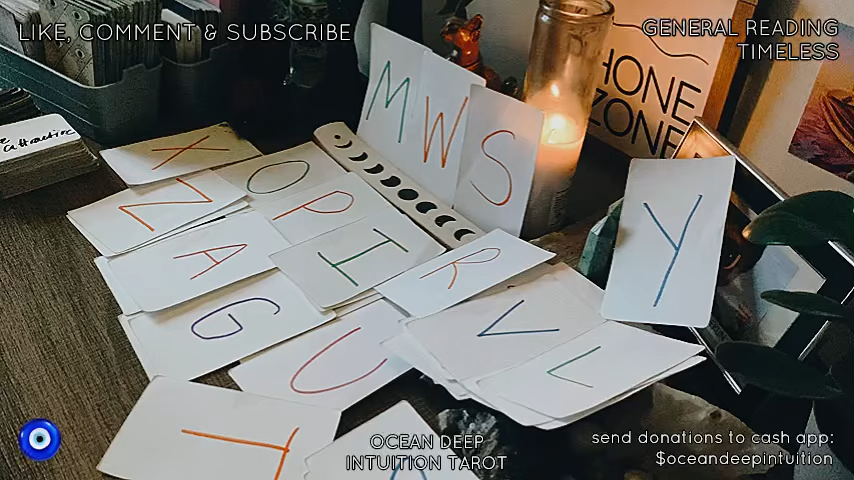 LIKE, COMMENT & SUBSCRIBE
GENERAL READING
TIMELESS
HONE
ZONE
M
W
S
X
O
Z
P
Y
A
I
R
G
V
U
L
T
OCEAN DEEP
INTUITION TAROT
send donations to cash app:
$oceandeepintuition